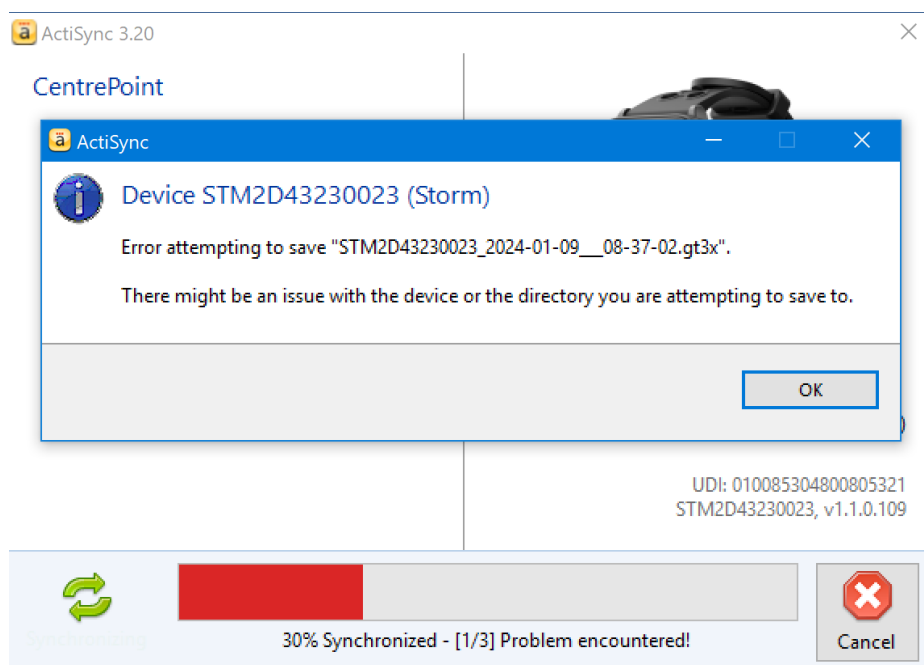 ActiSync 3.20
CentrePoint
ActiSync
Device STM2D43230023 (Storm)
Error attempting to save "STM2D43230023_2024-01-09__08-37-02.gt3x".
There might be an issue with the device or the directory you are attempting to save to.
OK
UDI: 010085304800805321
STM2D43230023, v1.1.0.109
30% Synchronized - [1/3] Problem encountered!
Cancel